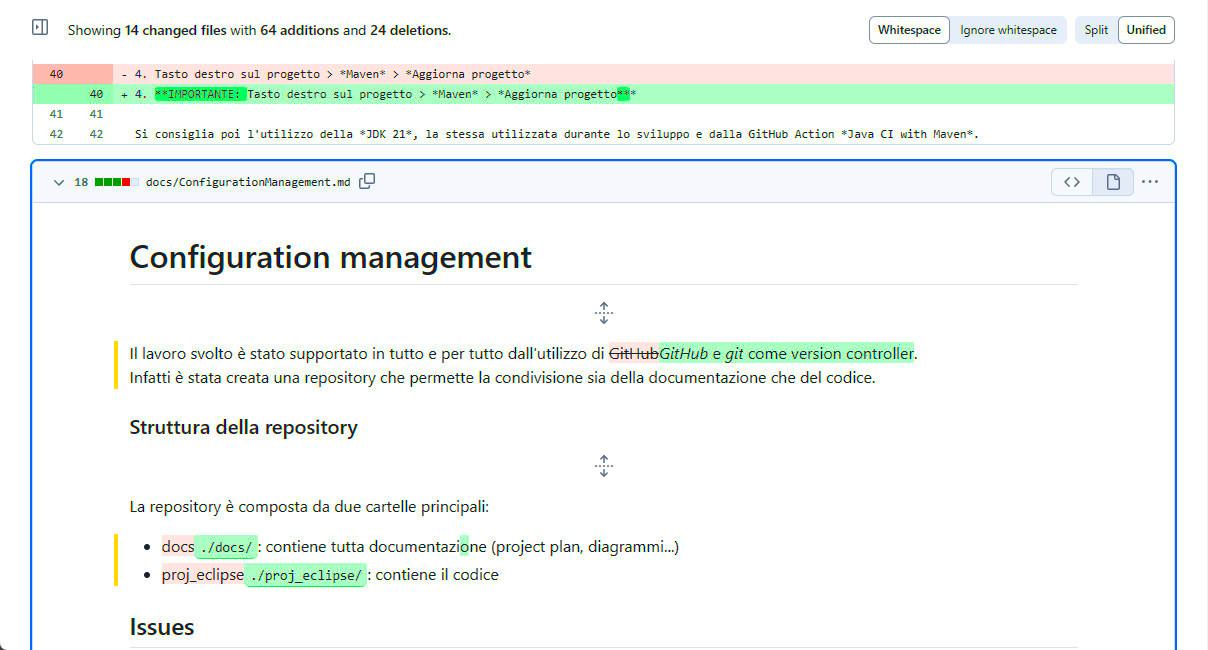 Showing 14 changed files with 64 additions and 24 deletions.
Whitespace Ignore whitespace Split Unified
40 - 4. Tasto destro sul progetto > *Maven* > *Aggiorna progetto*
40 + 4. **IMPORTANTE: Tasto destro sul progetto > *Maven* > *Aggiorna progetto***
41 41
42 42 Si consiglia poi l'utilizzo della *JDK 21*, la stessa utilizzata durante lo sviluppo e dalla GitHub Action *Java CI with Maven*.
18 docs/ConfigurationManagement.md
Configuration management
Il lavoro svolto è stato supportato in tutto e per tutto dall'utilizzo di GitHubGitHub e git come version controller.
Infatti è stata creata una repository che permette la condivisione sia della documentazione che del codice.
Struttura della repository
La repository è composta da due cartelle principali:
• docs ./docs/ : contiene tutta documentazione (project plan, diagrammi...)
• proj_eclipse ./proj_eclipse/ : contiene il codice
Issues